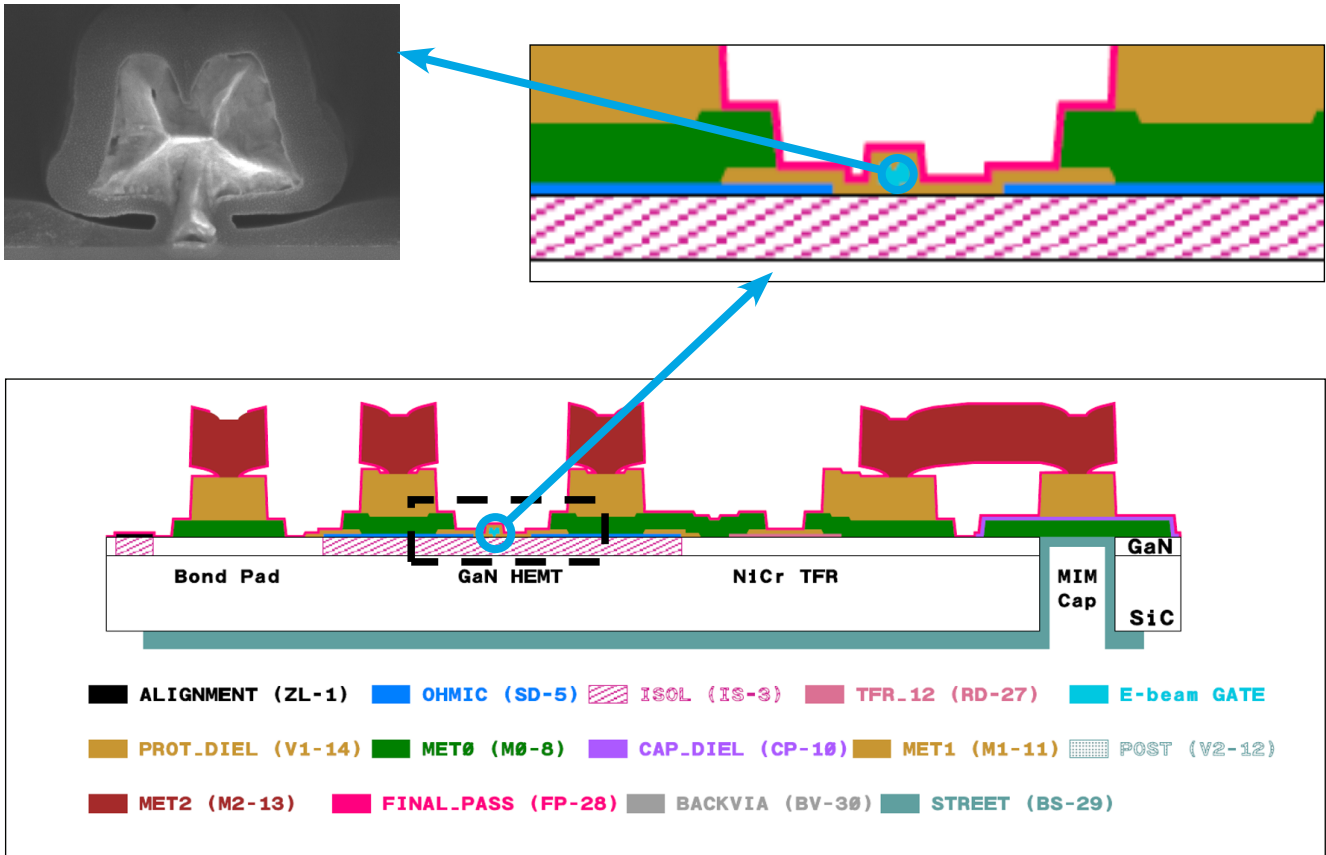 GaN
Bond Pad GaN HEMT NiCr TFR MIM
Cap
SiC
ALIGNMENT (ZL-1) OHMIC (SD-5) ISOL (IS-3) TFR_12 (RD-27) E-beam GATE
PROT_DIEL (V1-14) MET0 (M0-8) CAP_DIEL (CP-10) MET1 (M1-11) POST (V2-12)
MET2 (M2-13) FINAL_PASS (FP-28) BACKVIA (BV-30) STREET (BS-29)